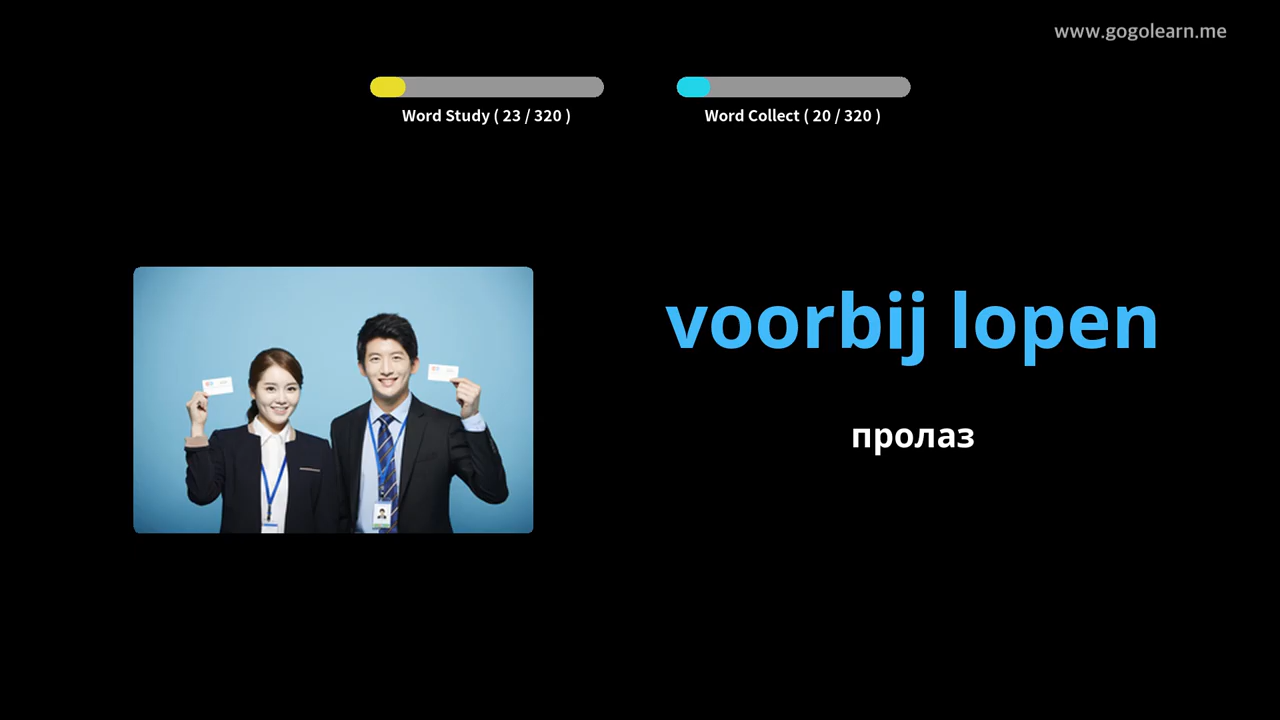 www.gogolearn.me
Word Study ( 23 / 320 )
Word Collect ( 20 / 320 )
voorbij lopen
пролаз